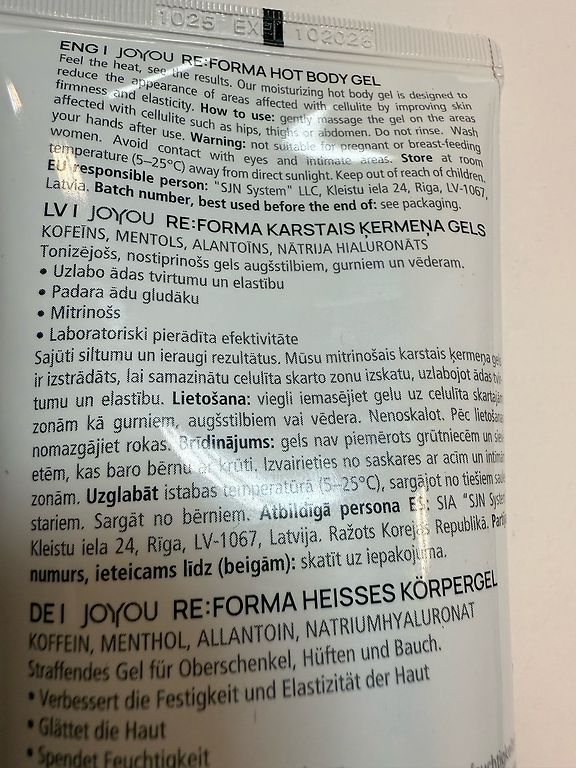 1025 EX 102028
ENG I JOYOU RE:FORMA HOT BODY GEL
Feel the heat, see the results. Our moisturizing hot body gel is designed to
reduce the appearance of areas affected with cellulite by improving skin
firmness and elasticity. How to use: gently massage the gel on the areas
affected with cellulite such as hips, thighs or abdomen. Do not rinse. Wash
your hands after use. Warning: not suitable for pregnant or breast-feeding
women. Avoid contact with eyes and intimate areas. Store at room
temperature (5–25°C) away from direct sunlight. Keep out of reach of children.
EU responsible person: "SJN System" LLC, Kleistu iela 24, Riga, LV-1067,
Latvia. Batch number, best used before the end of: see packaging.
LV I JOYOU RE:FORMA KARSTAIS ĶERMEŅA GELS
KOFEĪNS, MENTOLS, ALANTOĪNS, NĀTRIJA HIALURONĀTS
Tonizējošs, nostiprinošs gels augšstilbiem, gurniem un vēderam.
• Uzlabo ādas tvirtumu un elastību
• Padara ādu gludāku
• Mitrinošs
• Laboratoriski pierādīta efektivitāte
Sajūti siltumu un ieraugi rezultātus. Mūsu mitrinošais karstais ķermeņa gels
ir izstrādāts, lai samazinātu celulīta skarto zonu izskatu, uzlabojot ādas tvir-
tumu un elastību. Lietošana: viegli iemasējiet gelu uz celulīta skartajām
zonām kā gurniem, augšstilbiem vai vēdera. Nenoskalot. Pēc lietošanas
nomazgājiet rokas. Brīdinājums: gels nav piemērots grūtniecēm un siev
etēm, kas baro bērnu ar krūti. Izvairieties no saskares ar acīm un intīmām
zonām. Uzglabāt istabas temperatūrā (5–25°C), sargājot no tiešiem saules
stariem. Sargāt no bērniem. Atbildīgā persona ES: SIA "SJN System
Kleistu iela 24, Rīga, LV-1067, Latvija. Ražots Korejas Republikā. Partijas
numurs, ieteicams līdz (beigām): skatīt uz iepakojuma.
DE I JOYOU RE:FORMA HEISSES KÖRPERGEL
KOFFEIN, MENTHOL, ALLANTOIN, NATRIUMHYALURONAT
Straffendes Gel für Oberschenkel, Hüften und Bauch.
• Verbessert die Festigkeit und Elastizität der Haut
• Glättet die Haut
• Spendet Feuchtigkeit